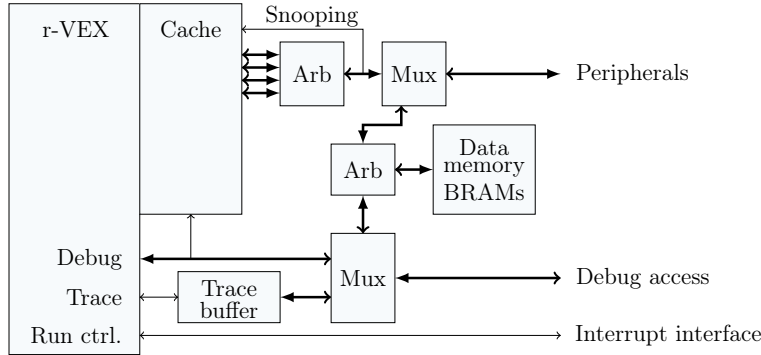 Snooping
r-VEX
Cache
Arb
Mux
Peripherals
Arb
Data
memory
BRAMs
Debug
Mux
Debug access
Trace
Trace
buffer
Run ctrl.
Interrupt interface